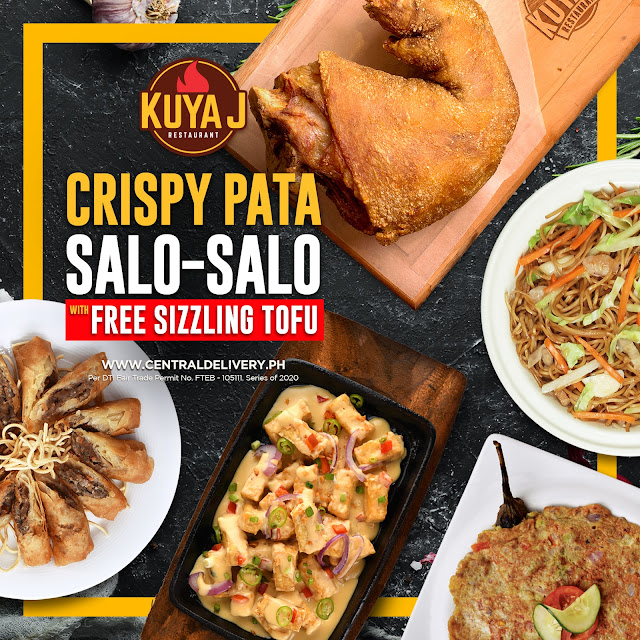 KUYA J
RESTAURANT
CRISPY PATA
SALO-SALO
WITH FREE SIZZLING TOFU
WWW.CENTRALDELIVERY.PH
Per DTI Fair Trade Permit No. FTEB - 105111. Series of 2020
KUYA J
RESTAURANT